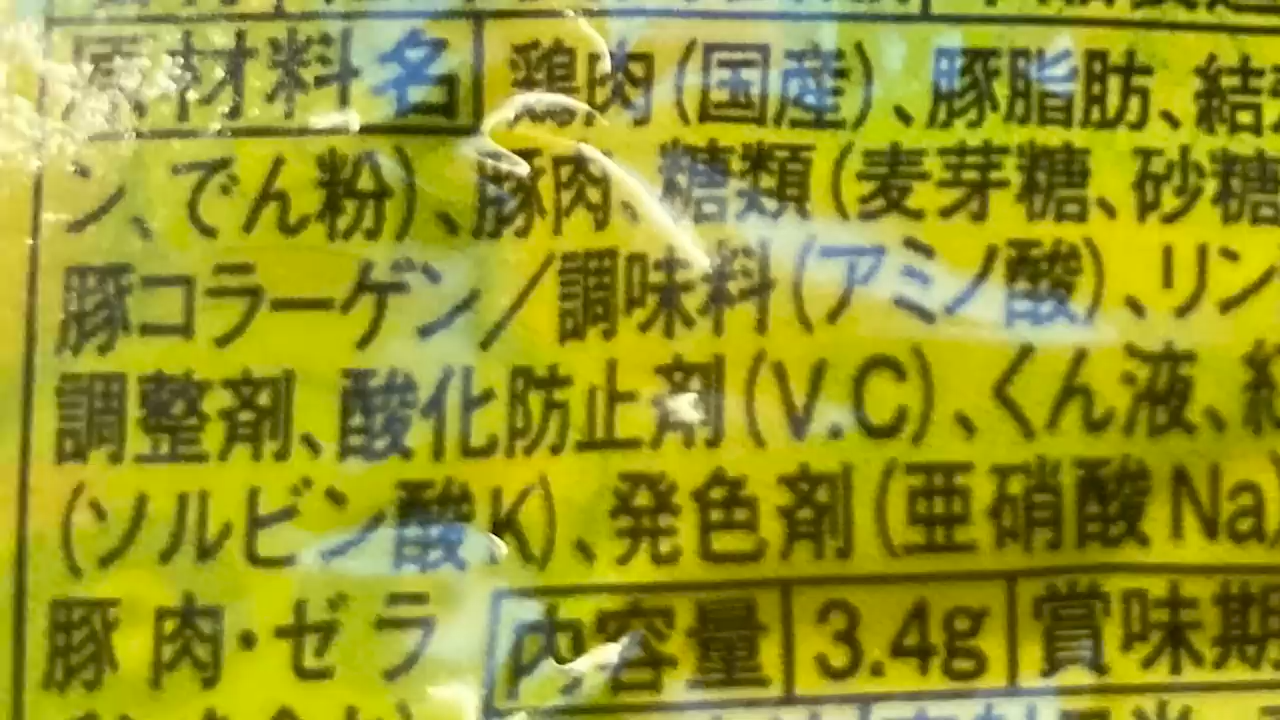 原材料名 鶏肉(国産)、豚脂肪、結
ン、でん粉)、豚肉、糖類(麦芽糖、砂糖
豚コラーゲン/調味料(アミノ酸)、リン
調整剤、酸化防止剤(V.C)、くん液、
(ソルビン酸K)、発色剤(亜硝酸Na)
豚肉・ゼラ 内容量 3.4g 賞味期